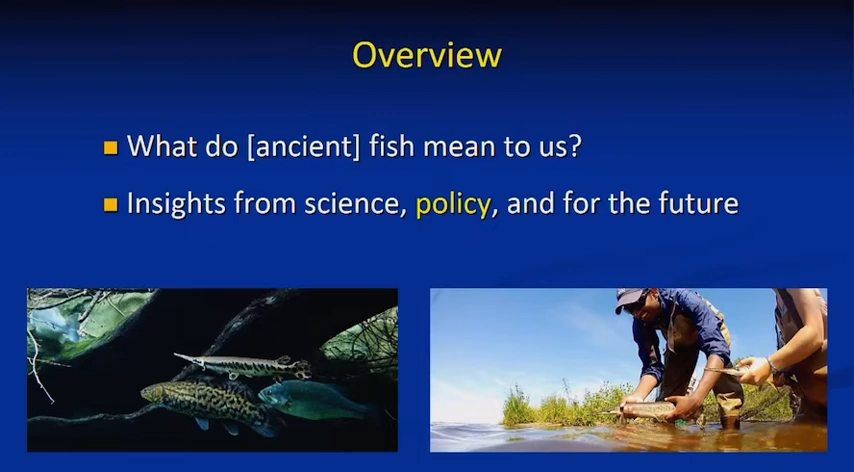 Overview
What do [ancient] fish mean to us?
Insights from science, policy, and for the future